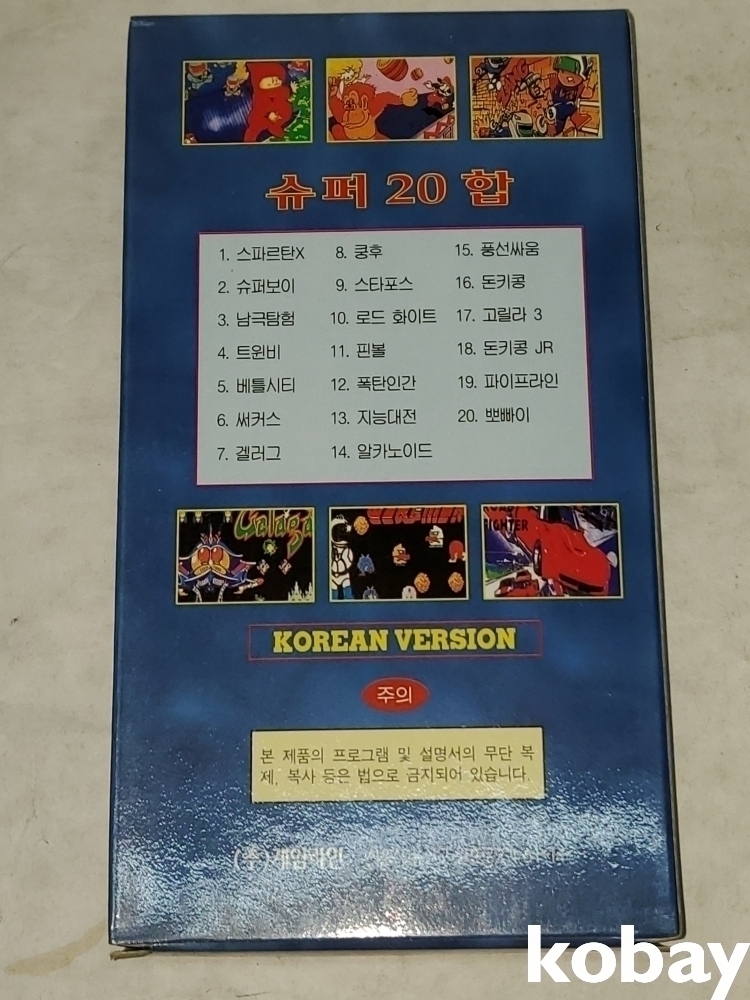 슈퍼 20 합
1. 스파르탄X
2. 슈퍼보이
3. 남극탐험
4. 트윈비
5. 베틀시티
6. 써커스
7. 겔러그
8. 쿵후
9. 스타포스
10. 로드 화이트
11. 핀볼
12. 폭탄인간
13. 지능대전
14. 알카노이드
15. 풍선싸움
16. 돈키콩
17. 고릴라 3
18. 돈키콩 JR
19. 파이프라인
20. 뽀빠이
Galaga
FIGHTER
KOREAN VERSION
주의
본 제품의 프로그램 및 설명서의 무단 복
제, 복사 등은 법으로 금지되어 있습니다.
(주)게임라인
kobay